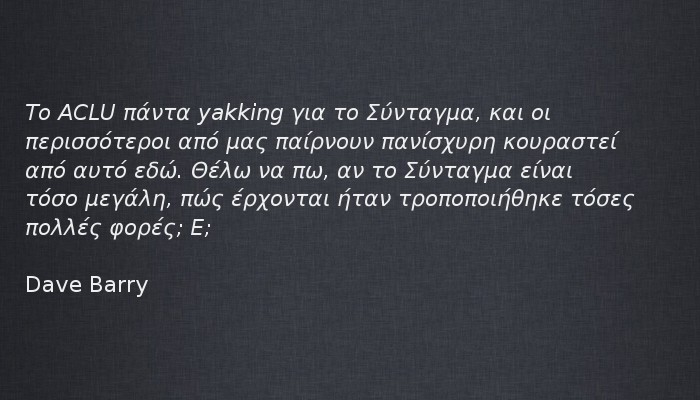 Το ACLU πάντα yakking για το Σύνταγμα, και οι
περισσότεροι από μας παίρνουν πανίσχυρη κουραστεί
από αυτό εδώ. Θέλω να πω, αν το Σύνταγμα είναι
τόσο μεγάλη, πώς έρχονται ήταν τροποποιήθηκε τόσες
πολλές φορές; Ε;
Dave Barry